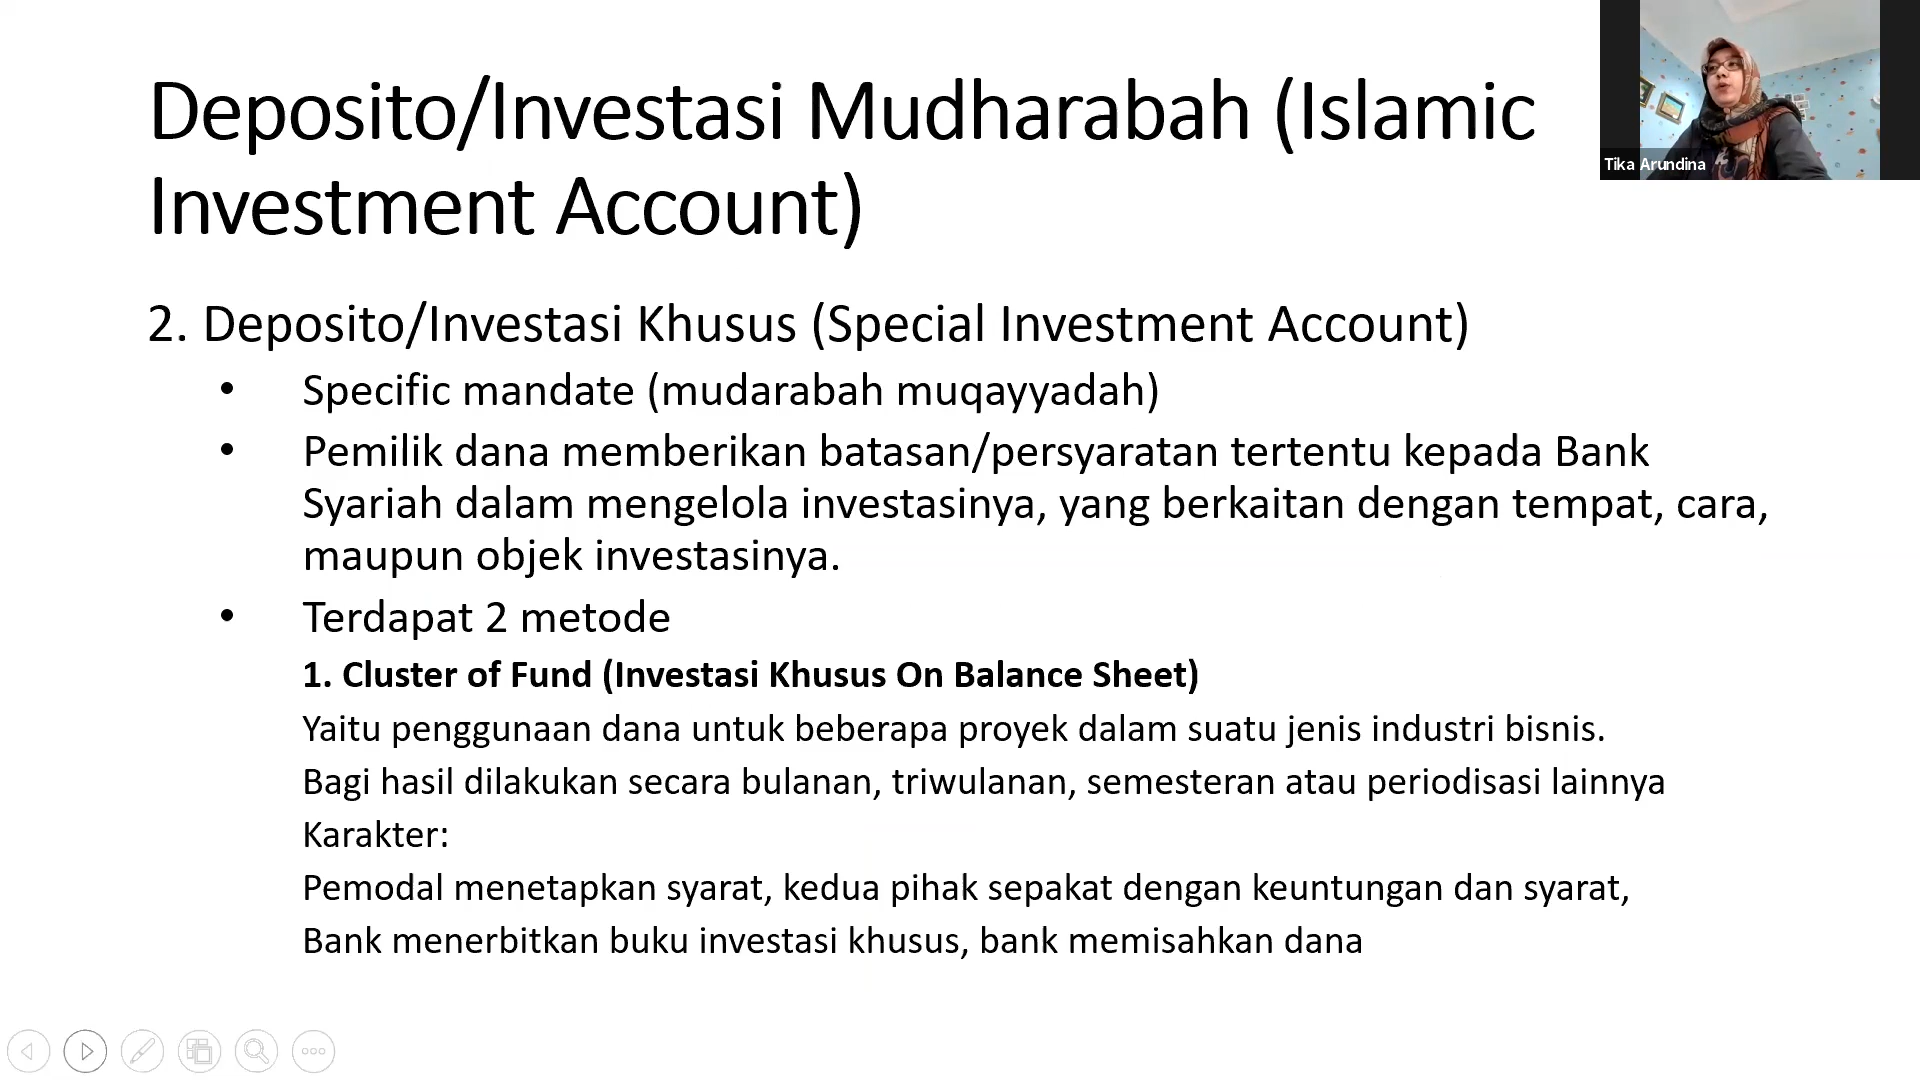 Deposito/Investasi Mudharabah (Islamic
Investment Account)
Tika Arundina
2. Deposito/Investasi Khusus (Special Investment Account)
• Specific mandate (mudarabah muqayyadah)
• Pemilik dana memberikan batasan/persyaratan tertentu kepada Bank
Syariah dalam mengelola investasinya, yang berkaitan dengan tempat, cara,
maupun objek investasinya.
• Terdapat 2 metode
1. Cluster of Fund (Investasi Khusus On Balance Sheet)
Yaitu penggunaan dana untuk beberapa proyek dalam suatu jenis industri bisnis.
Bagi hasil dilakukan secara bulanan, triwulanan, semesteran atau periodisasi lainnya
Karakter:
Pemodal menetapkan syarat, kedua pihak sepakat dengan keuntungan dan syarat,
Bank menerbitkan buku investasi khusus, bank memisahkan dana